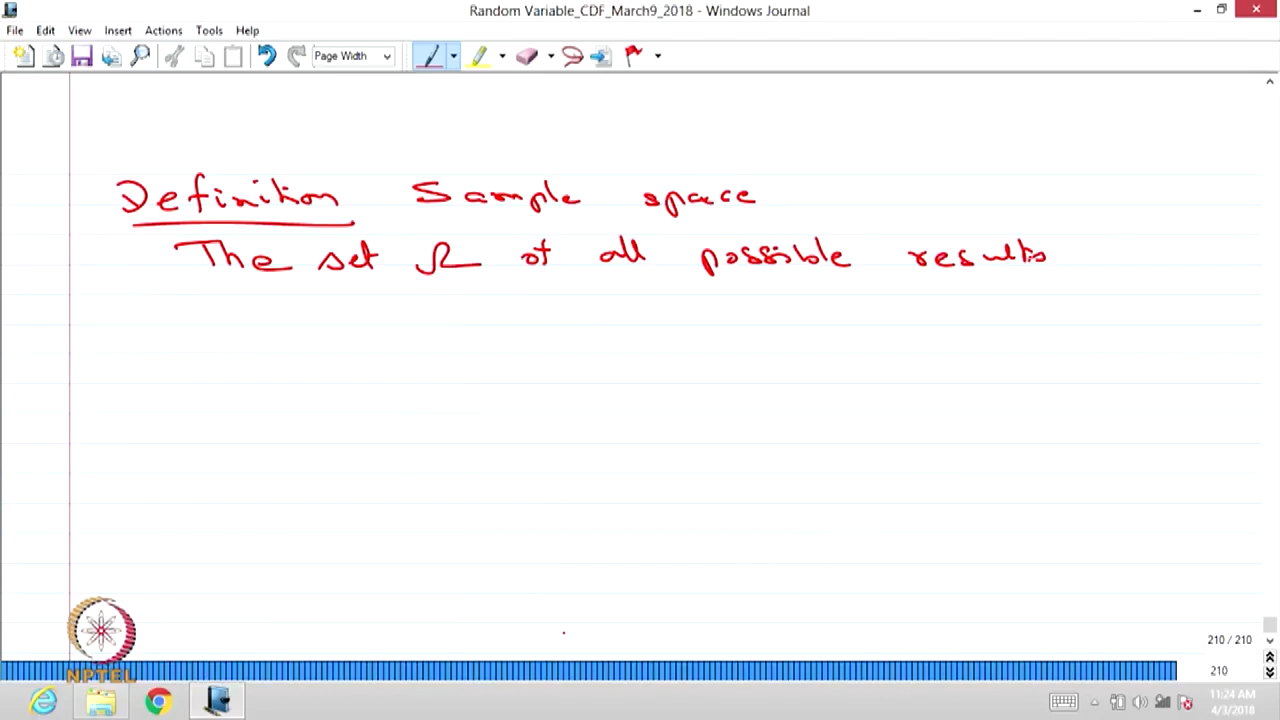 Random Variable_CDF_March9_2018 - Windows Journal
File Edit View Insert Actions Tools Help
Page Width
Definition Sample space
The set Ω of all possible results
210 / 210
210
NPTEL
11:24 AM
4/3/2018